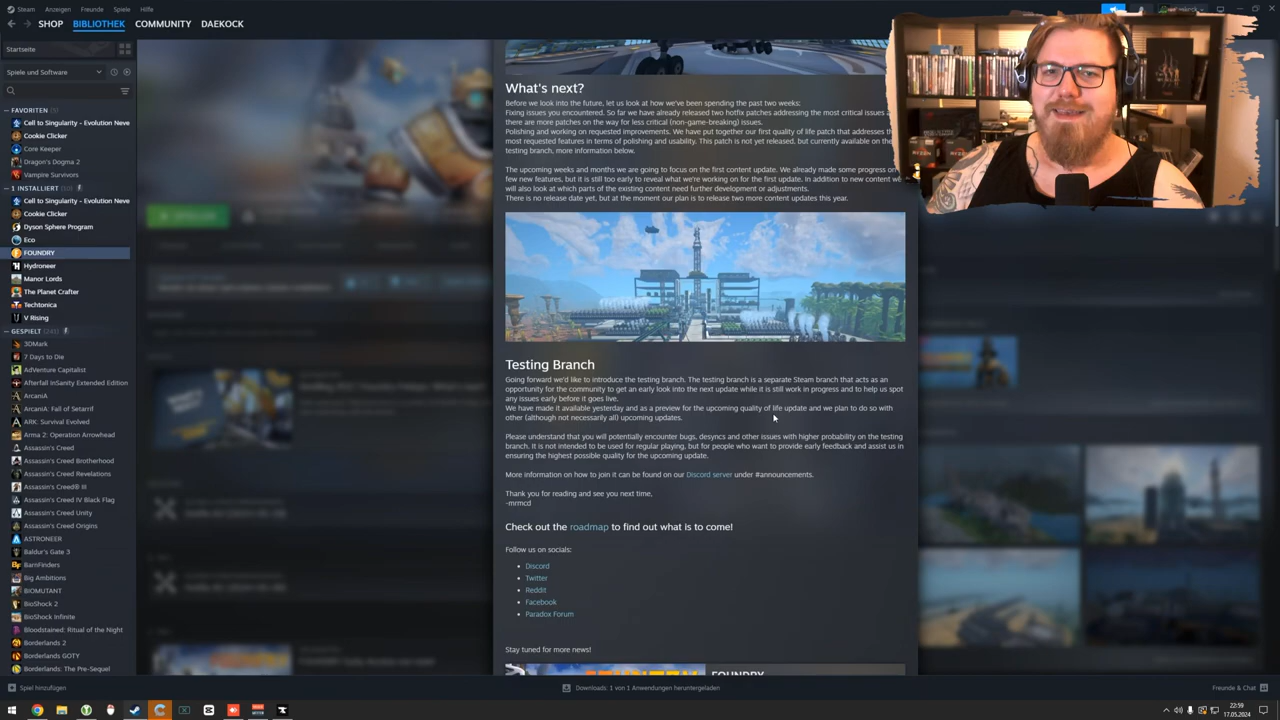 Steam Anzeigen Freunde Spiele Hilfe
SHOP BIBLIOTHEK COMMUNITY DAEKOCK
Startseite
Spiele und Software
FAVORITEN
Cell to Singularity - Evolution Neve
Cookie Clicker
Core Keeper
Dragon's Dogma 2
Vampire Survivors
1 INSTALLIERT
Cell to Singularity - Evolution Neve
Cookie Clicker
Dyson Sphere Program
Eco
FOUNDRY
Hydroneer
Manor Lords
The Planet Crafter
Techtonica
V Rising
GESPIELT
3DMark
7 Days to Die
AdVenture Capitalist
Afterfall InSanity Extended Edition
ArcaniA
ArcaniA: Fall of Setarrif
ARK: Survival Evolved
Arma 2: Operation Arrowhead
Assassin's Creed
Assassin's Creed Brotherhood
Assassin's Creed Revelations
Assassin's Creed® III
Assassin's Creed IV Black Flag
Assassin's Creed Unity
Assassin's Creed Origins
ASTRONEER
Baldur's Gate 3
BarnFinders
Big Ambitions
BIOMUTANT
BioShock 2
BioShock Infinite
Bloodstained: Ritual of the Night
Borderlands 2
Borderlands GOTY
Borderlands: The Pre-Sequel
What's next?
Before we look into the future, let us look at how we've been spending the past two weeks:
Fixing issues you encountered. So far we have already released two hotfix patches addressing the most critical issues
there are more patches on the way for less critical (non-game-breaking) issues.
Polishing and working on requested improvements. We have put together our first quality of life patch that addresses
most requested features in terms of polishing and usability. This patch is not yet released, but currently available on the
testing branch, more information below.
The upcoming weeks and months we are going to focus on the first content update. We already made some progress on
few new features, but it is still too early to reveal what we're working on for the first update. In addition to new content we
will also look at which parts of the existing content need further development or adjustments.
There is no release date yet, but at the moment our plan is to release two more content updates this year.
Testing Branch
Going forward we'd like to introduce the testing branch. The testing branch is a separate Steam branch that acts as an
opportunity for the community to get an early look into the next update while it is still work in progress and to help us spot
any issues early before it goes live.
We have made it available yesterday and as a preview for the upcoming quality of life update and we plan to do so with
other (although not necessarily all) upcoming updates.
Please understand that you will potentially encounter bugs, desyncs and other issues with higher probability on the testing
branch. It is not intended to be used for regular playing, but for people who want to provide early feedback and assist us in
ensuring the highest possible quality for the upcoming update.
More information on how to join it can be found on our Discord server under #announcements.
Thank you for reading and see you next time,
-mrmcd
Check out the roadmap to find out what is to come!
Follow us on socials:
Discord
Twitter
Reddit
Facebook
Paradox Forum
Stay tuned for more news!
FOUNDRY
Spiel hinzufügen
Downloads: 1 von 1 Anwendungen heruntergeladen
Freunde & Chat
22:59
17.05.2024